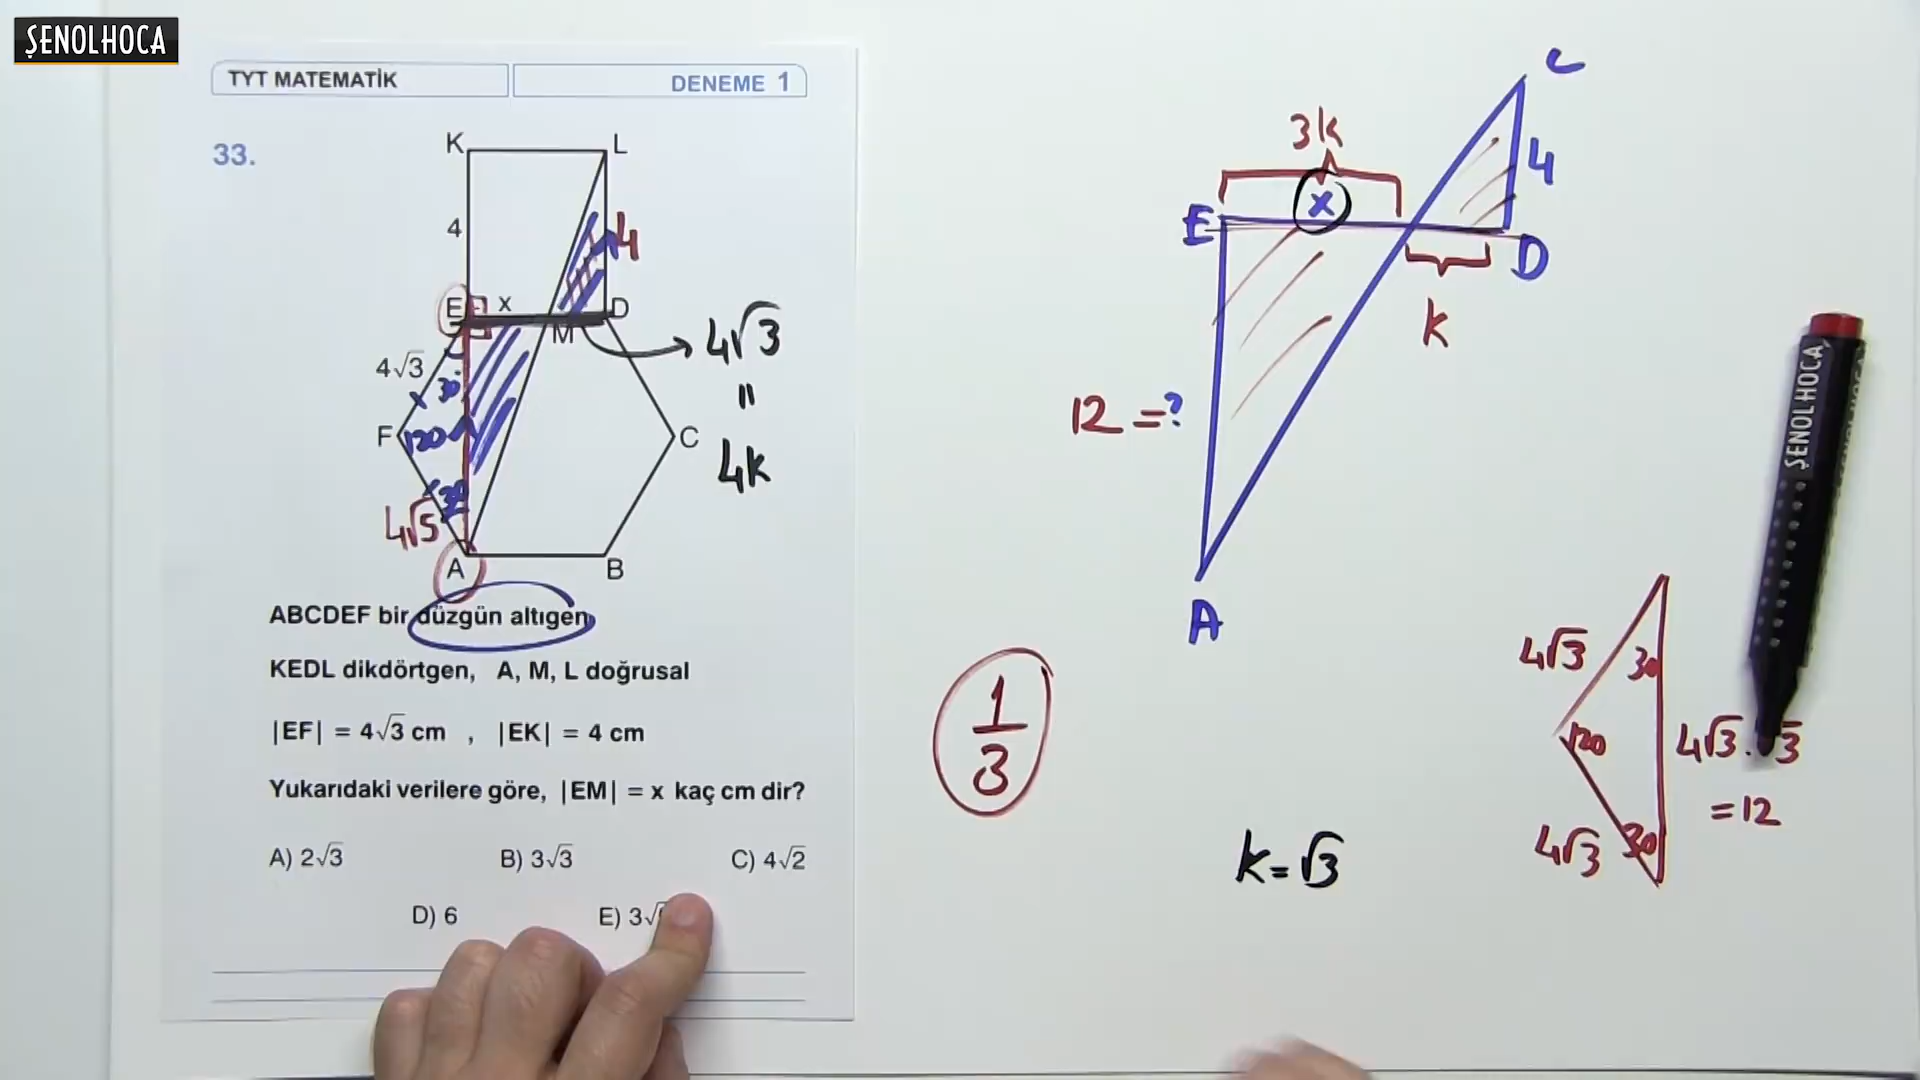 ŞENOLHOCA
TYT MATEMATİK
DENEME 1
33.
K
L
4
4
E
x
D
M
4√3
30
F
120
C
30
4√5
A
B
4√3
=
4k
ABCDEF bir düzgün altıgen,
KEDL dikdörtgen, A, M, L doğrusal
|EF| = 4√3 cm , |EK| = 4 cm
Yukarıdaki verilere göre, |EM| = x kaç cm dir?
A) 2√3 B) 3√3 C) 4√2
D) 6 E) 3√
L
3k
4
x
E
D
k
12 = ?
A
1
3
k = √3
4√3
30
120
4√3 . √3
= 12
4√3
30
ŞENOLHOCA